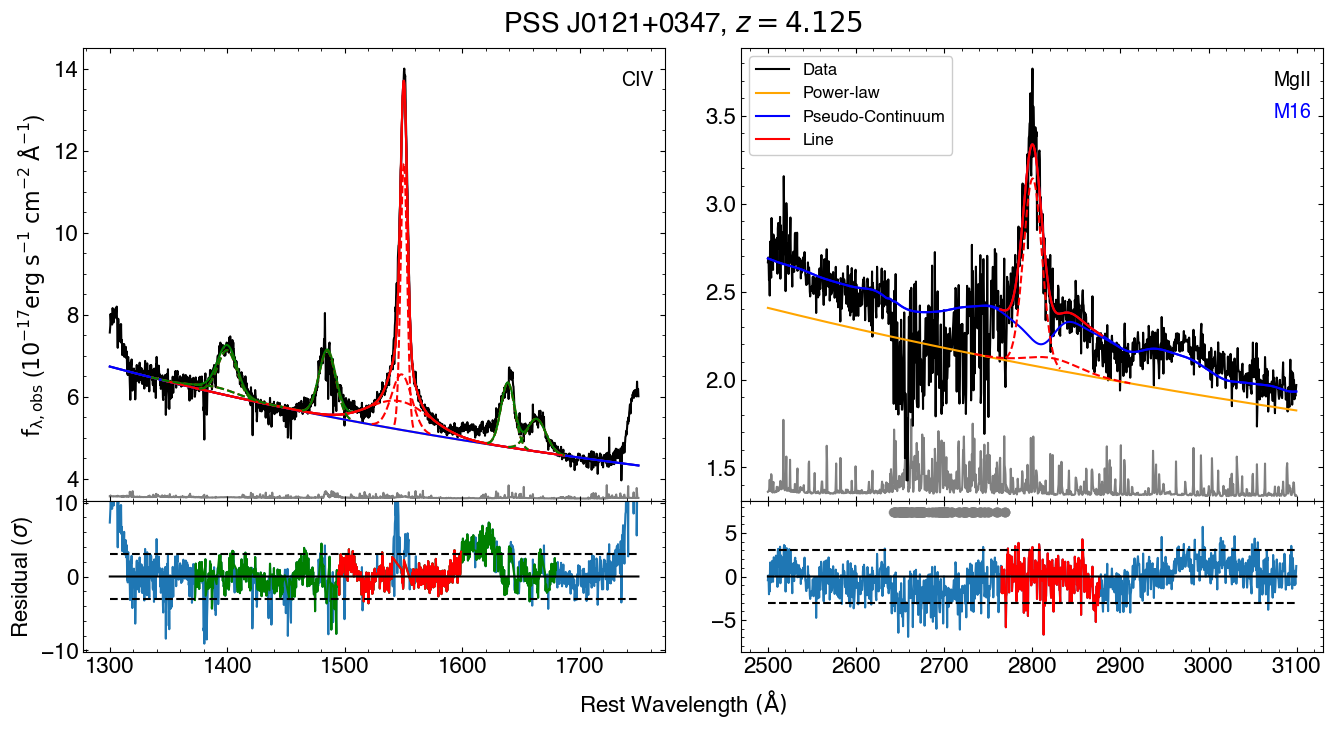 PSS J0121+0347, z = 4.125
CIV
14
12
10
8
6
4
f_{λ,obs} (10^{−17}erg s^{−1} cm^{−2} Å^{−1})
10
0
−10
Residual (σ)
1300 1400 1500 1600 1700
Data
Power-law
Pseudo-Continuum
Line
MgII
M16
3.5
3.0
2.5
2.0
1.5
5
0
−5
2500 2600 2700 2800 2900 3000 3100
Rest Wavelength (Å)